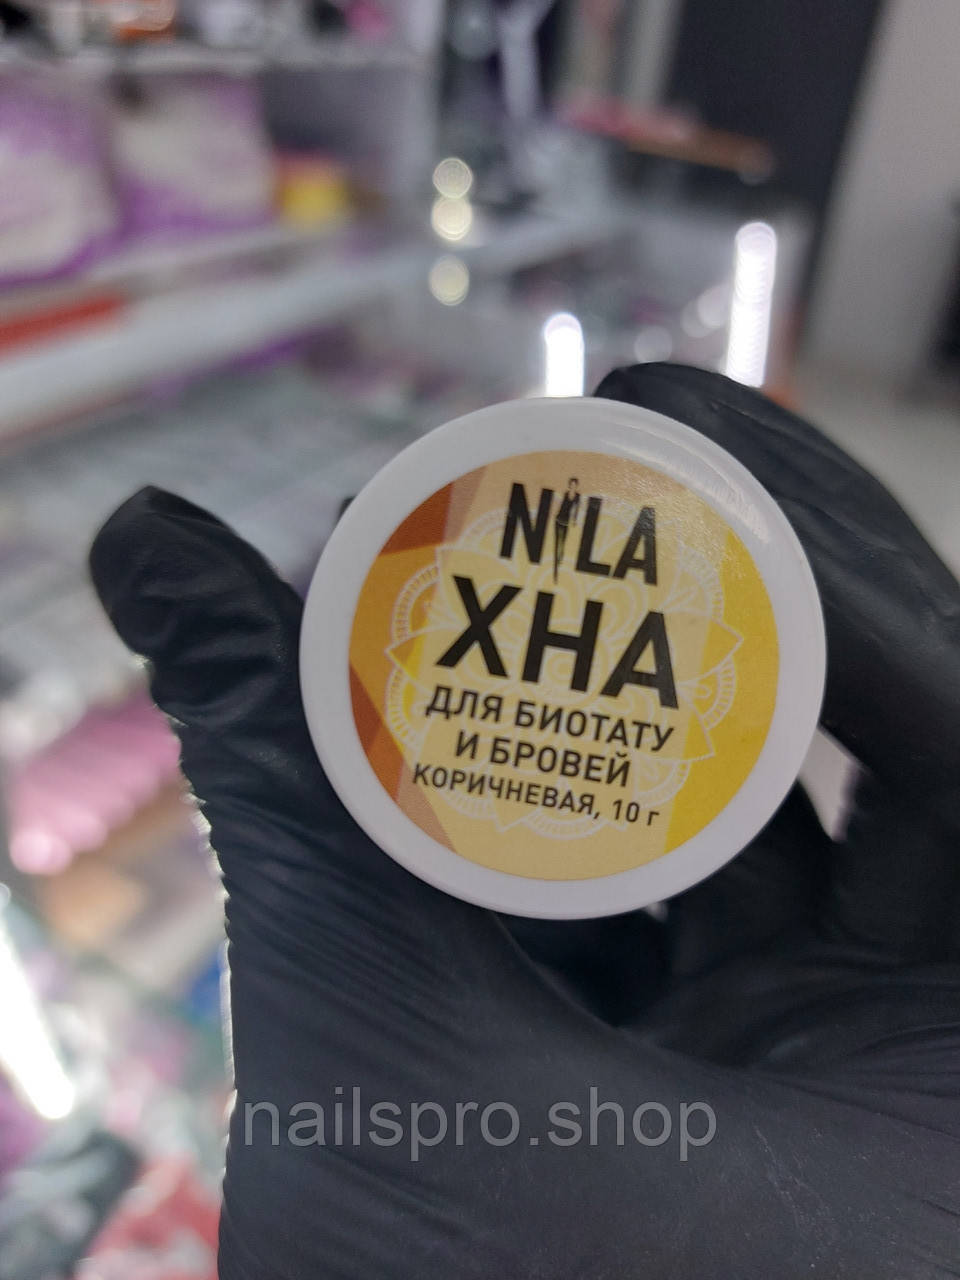 NILA
ХНА
ДЛЯ БИОТАТУ
И БРОВЕЙ
КОРИЧНЕВАЯ, 10 г
nailspro.shop